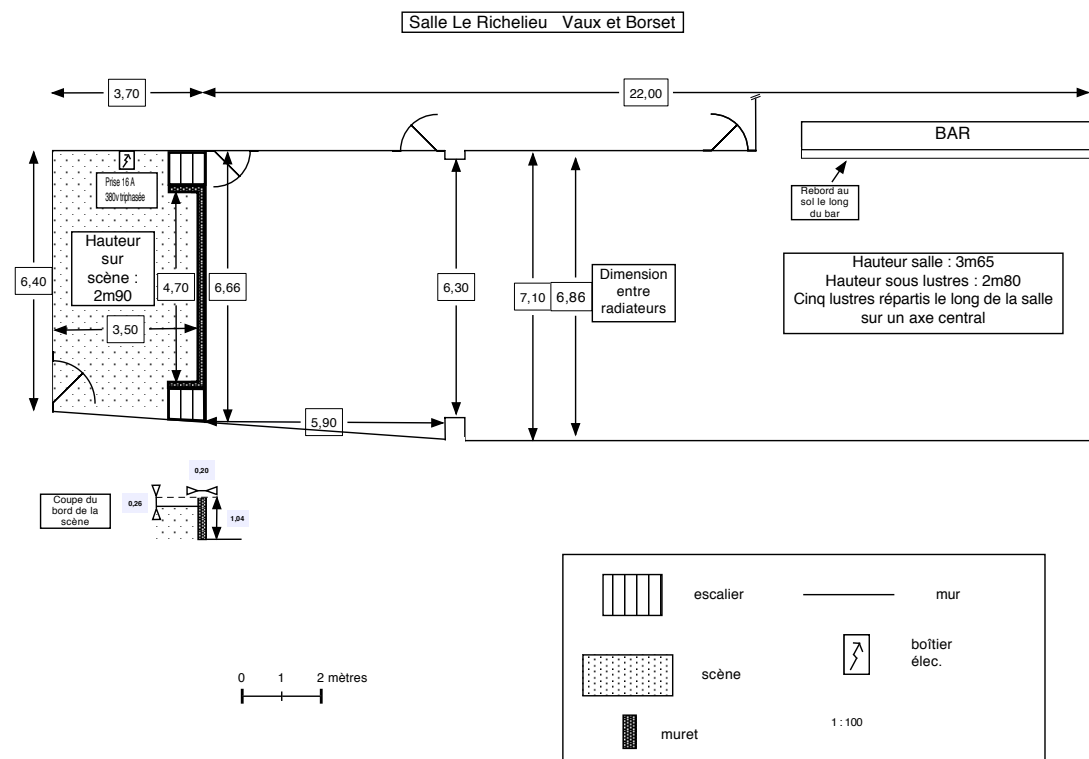 Salle Le Richelieu Vaux et Borset
3,70
22,00
BAR
Prise 16 A
380v triphasée
Rebord au
sol le long
du bar
Hauteur
sur
scène :
2m90
6,40
4,70
6,66
6,30
7,10
6,86
Dimension
entre
radiateurs
Hauteur salle : 3m65
Hauteur sous lustres : 2m80
Cinq lustres répartis le long de la salle
sur un axe central
3,50
5,90
Coupe du
bord de la
scène
0,20
0,26
1,04
escalier
mur
boîtier
élec.
scène
muret
1 : 100
0 1 2 mètres